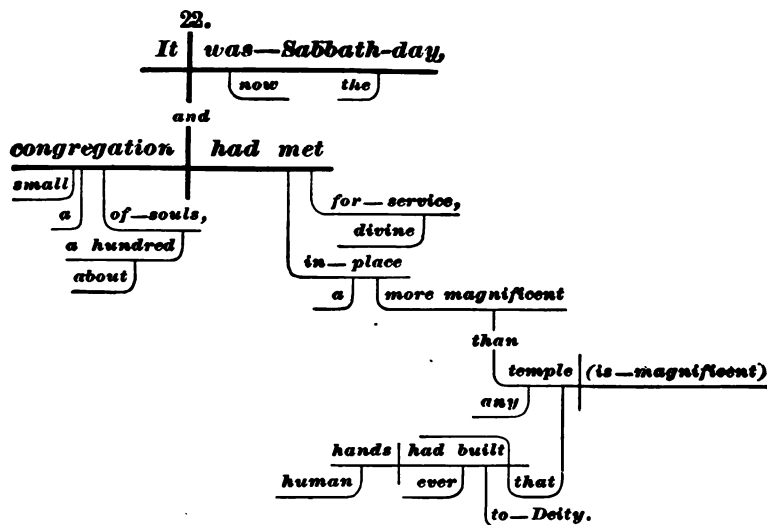 22.
It was—Sabbath-day,
now the
and
congregation had met
small
a of—souls, for—service,
a hundred divine
about in—place
a more magnificent
than
temple (is—magnificent)
any
hands had built
human ever that
to—Deity.